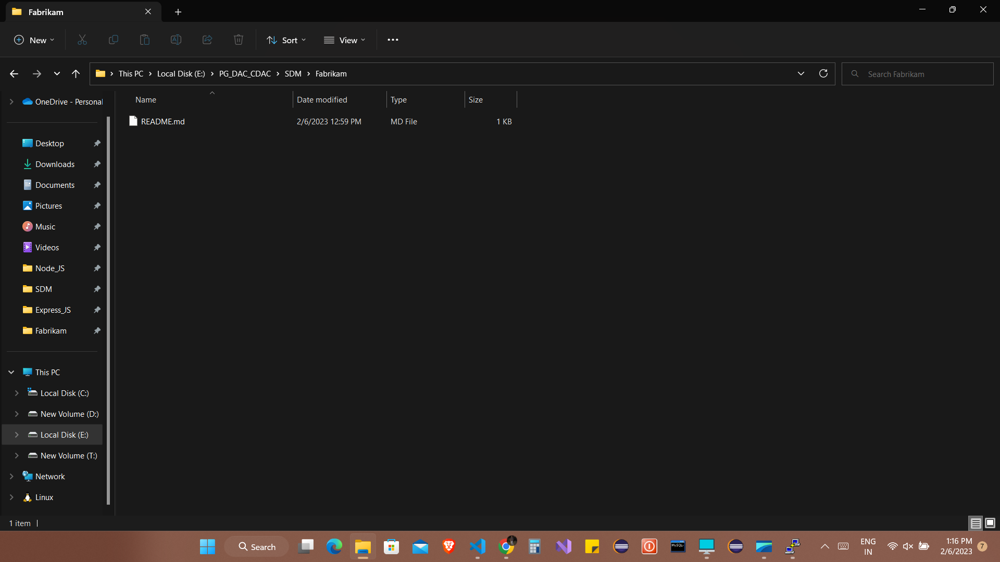 Fabrikam
New
Sort
View
This PC > Local Disk (E:) > PG_DAC_CDAC > SDM > Fabrikam
Search Fabrikam
OneDrive - Personal
Desktop
Downloads
Documents
Pictures
Music
Videos
Node_JS
SDM
Express_JS
Fabrikam
This PC
Local Disk (C:)
New Volume (D:)
Local Disk (E:)
New Volume (T:)
Network
Linux
Name Date modified Type Size
README.md 2/6/2023 12:59 PM MD File 1 KB
1 item
Search
MySQL
ENG
IN
1:16 PM
2/6/2023
7